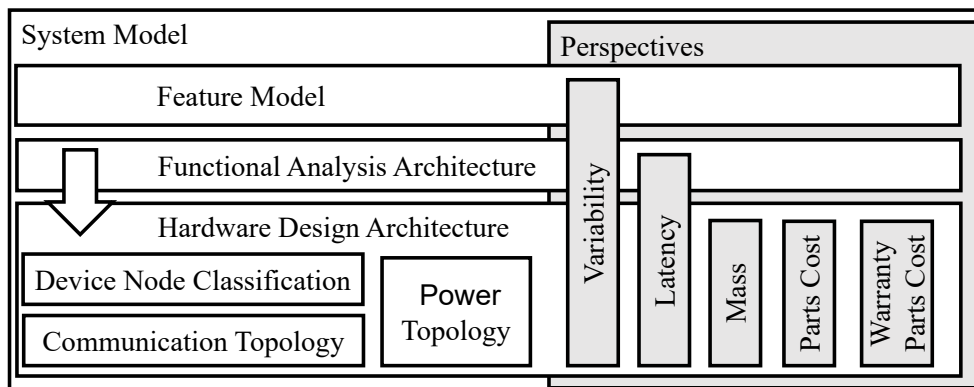 System Model
Perspectives
Feature Model
Functional Analysis Architecture
Hardware Design Architecture
Device Node Classification
Communication Topology
Power
Topology
Variability
Latency
Mass
Parts Cost
Warranty
Parts Cost